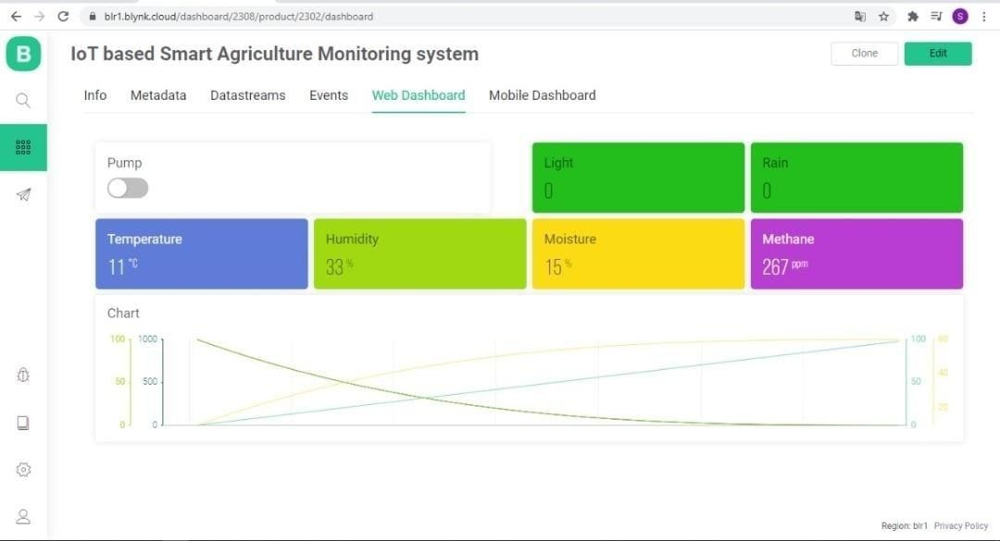 blr1.blynk.cloud/dashboard/2308/product/2302/dashboard
S
B
IoT based Smart Agriculture Monitoring system
Clone
Edit
Info Metadata Datastreams Events Web Dashboard Mobile Dashboard
Pump
Light
0
Rain
0
Temperature
11 °C
Humidity
33 %
Moisture
15 %
Methane
267 ppm
Chart
100 1000 100 60
50 500 50 40
0 0 0 20
Region: blr1 Privacy Policy